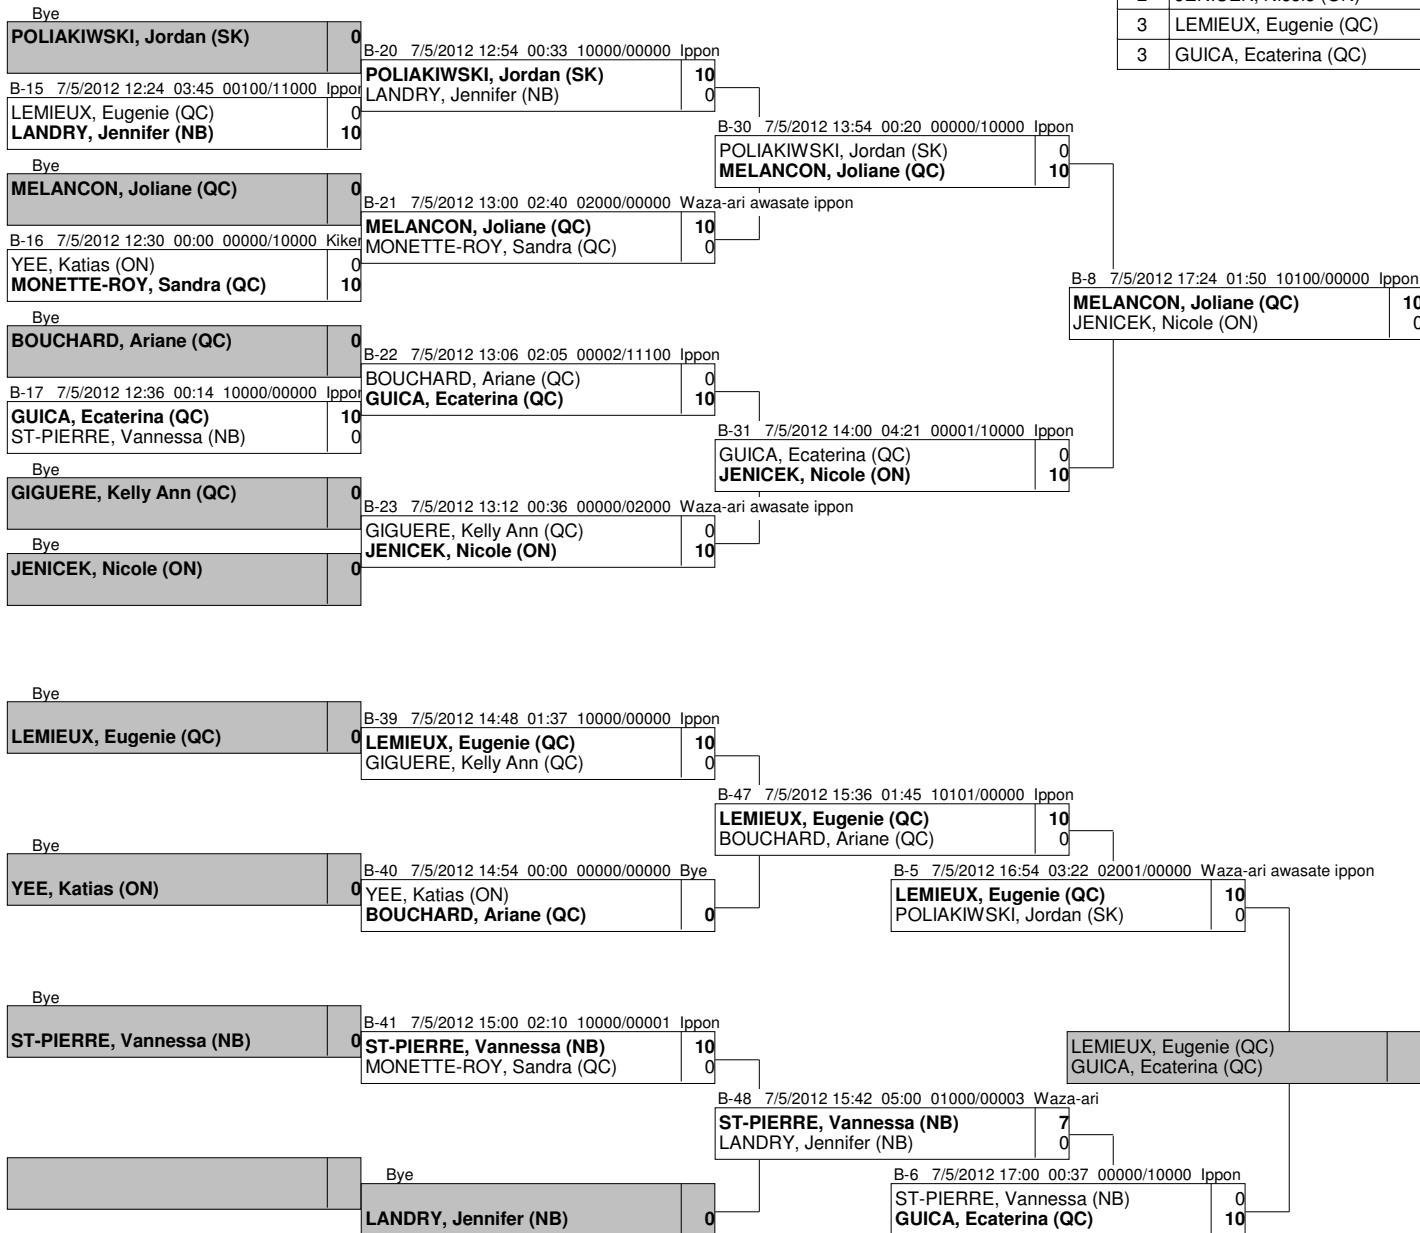 Bye
POLIAKIWSKI, Jordan (SK) 0
B-15 7/5/2012 12:24 03:45 00100/11000 Ippon
LEMIEUX, Eugenie (QC) 0
LANDRY, Jennifer (NB) 10
Bye
MELANCON, Joliane (QC) 0
B-16 7/5/2012 12:30 00:00 00000/10000 Kiken
YEE, Katias (ON) 0
MONETTE-ROY, Sandra (QC) 10
Bye
BOUCHARD, Ariane (QC) 0
B-17 7/5/2012 12:36 00:14 10000/00000 Ippon
GUICA, Ecaterina (QC) 10
ST-PIERRE, Vannessa (NB) 0
Bye
GIGUERE, Kelly Ann (QC) 0
Bye
JENICEK, Nicole (ON) 0
B-20 7/5/2012 12:54 00:33 10000/00000 Ippon
POLIAKIWSKI, Jordan (SK) 10
LANDRY, Jennifer (NB) 0
B-21 7/5/2012 13:00 02:40 02000/00000 Waza-ari awasate ippon
MELANCON, Joliane (QC) 10
MONETTE-ROY, Sandra (QC) 0
B-22 7/5/2012 13:06 02:05 00002/11100 Ippon
BOUCHARD, Ariane (QC) 0
GUICA, Ecaterina (QC) 10
B-23 7/5/2012 13:12 00:36 00000/02000 Waza-ari awasate ippon
GIGUERE, Kelly Ann (QC) 0
JENICEK, Nicole (ON) 10
B-30 7/5/2012 13:54 00:20 00000/10000 Ippon
POLIAKIWSKI, Jordan (SK) 0
MELANCON, Joliane (QC) 10
B-31 7/5/2012 14:00 04:21 00001/10000 Ippon
GUICA, Ecaterina (QC) 0
JENICEK, Nicole (ON) 10
B-8 7/5/2012 17:24 01:50 10100/00000 Ippon
MELANCON, Joliane (QC) 10
JENICEK, Nicole (ON) 0
3 LEMIEUX, Eugenie (QC)
3 GUICA, Ecaterina (QC)
Bye
LEMIEUX, Eugenie (QC) 0
Bye
YEE, Katias (ON) 0
Bye
ST-PIERRE, Vannessa (NB) 0
B-39 7/5/2012 14:48 01:37 10000/00000 Ippon
LEMIEUX, Eugenie (QC) 10
GIGUERE, Kelly Ann (QC) 0
B-40 7/5/2012 14:54 00:00 00000/00000 Bye
YEE, Katias (ON)
BOUCHARD, Ariane (QC) 0
B-41 7/5/2012 15:00 02:10 10000/00001 Ippon
ST-PIERRE, Vannessa (NB) 10
MONETTE-ROY, Sandra (QC) 0
Bye
LANDRY, Jennifer (NB) 0
B-47 7/5/2012 15:36 01:45 10101/00000 Ippon
LEMIEUX, Eugenie (QC) 10
BOUCHARD, Ariane (QC) 0
B-48 7/5/2012 15:42 05:00 01000/00003 Waza-ari
ST-PIERRE, Vannessa (NB) 7
LANDRY, Jennifer (NB) 0
B-5 7/5/2012 16:54 03:22 02001/00000 Waza-ari awasate ippon
LEMIEUX, Eugenie (QC) 10
POLIAKIWSKI, Jordan (SK) 0
B-6 7/5/2012 17:00 00:37 00000/10000 Ippon
ST-PIERRE, Vannessa (NB) 0
GUICA, Ecaterina (QC) 10
LEMIEUX, Eugenie (QC)
GUICA, Ecaterina (QC)